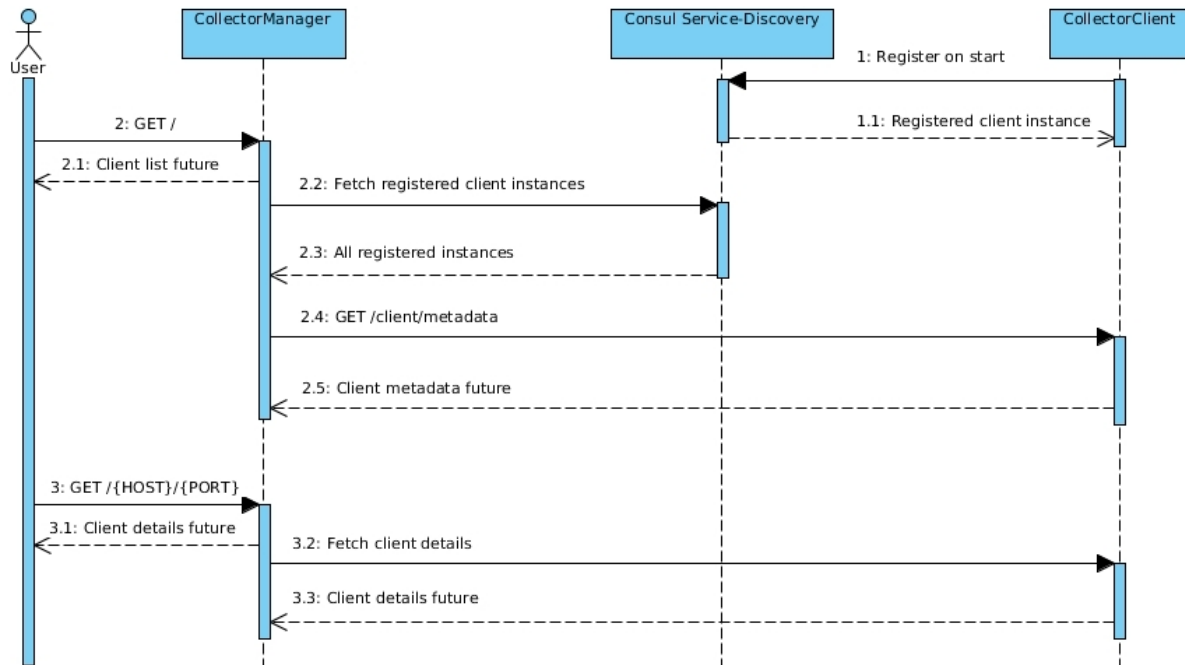 CollectorManager
Consul Service-Discovery
CollectorClient
User
1: Register on start
1.1: Registered client instance
2: GET /
2.1: Client list future
2.2: Fetch registered client instances
2.3: All registered instances
2.4: GET /client/metadata
2.5: Client metadata future
3: GET /{HOST}/{PORT}
3.1: Client details future
3.2: Fetch client details
3.3: Client details future